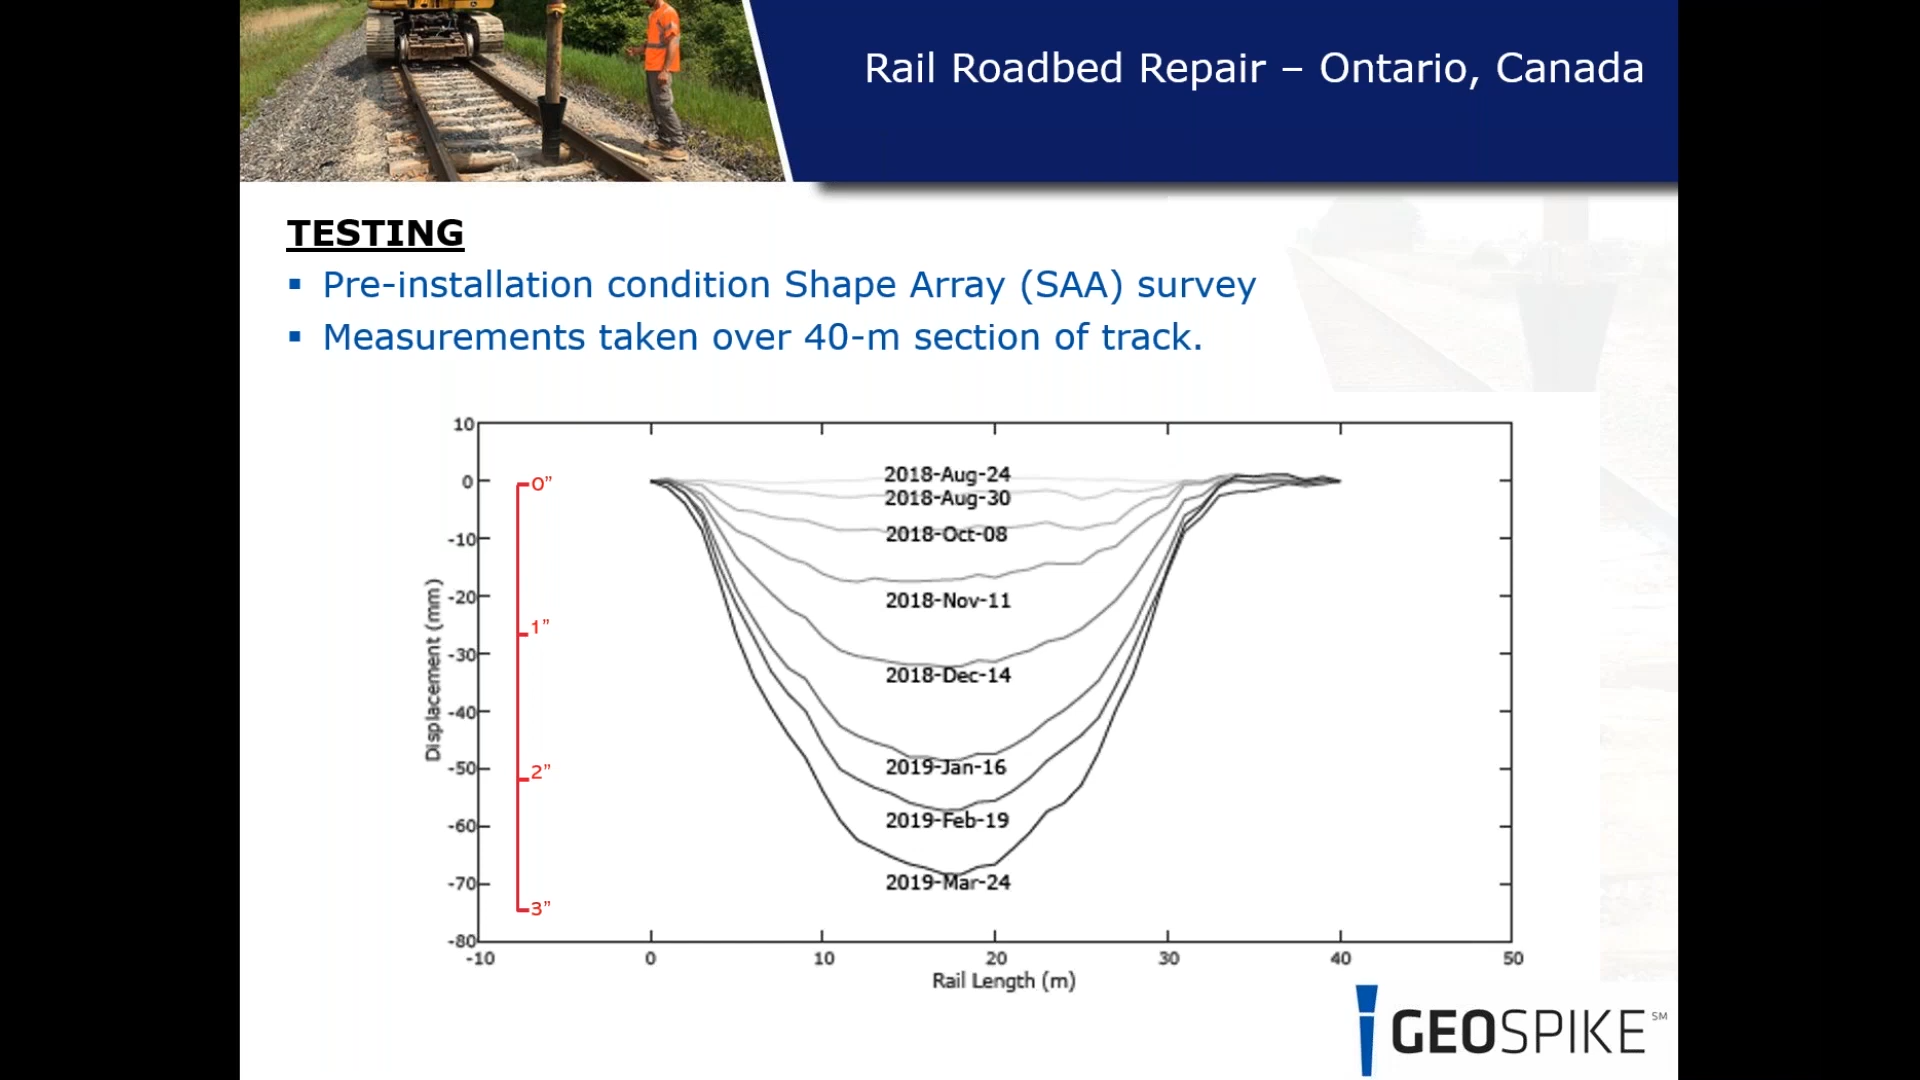 Rail Roadbed Repair – Ontario, Canada
TESTING
▪ Pre-installation condition Shape Array (SAA) survey
▪ Measurements taken over 40-m section of track.
10
0
-10
-20
-30
-40
-50
-60
-70
-80
Displacement (mm)
0”
1”
2”
3”
2018-Aug-24
2018-Aug-30
2018-Oct-08
2018-Nov-11
2018-Dec-14
2019-Jan-16
2019-Feb-19
2019-Mar-24
-10 0 10 20 30 40 50
Rail Length (m)
GEOSPIKE SM